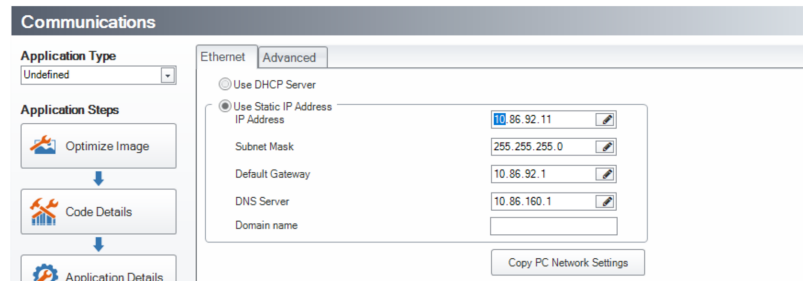 Communications
Application Type
Undefined
Application Steps
Optimize Image
Code Details
Application Details
Ethernet
Advanced
Use DHCP Server
Use Static IP Address
IP Address
10.86.92.11
Subnet Mask
255.255.255.0
Default Gateway
10.86.92.1
DNS Server
10.86.160.1
Domain name
Copy PC Network Settings